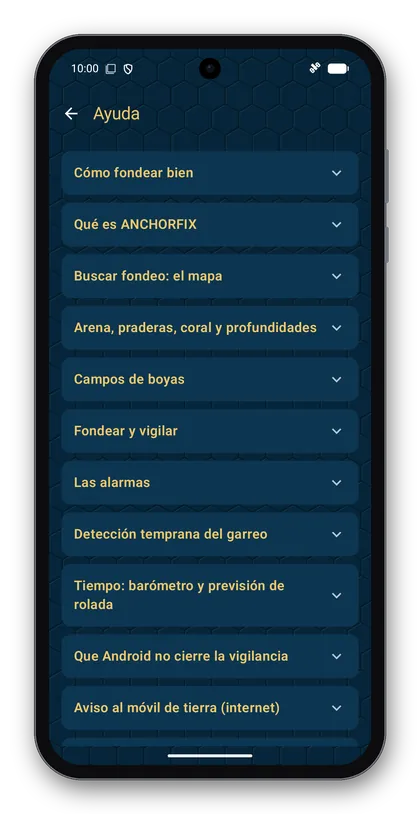 10:00
Ayuda
Cómo fondear bien
Qué es ANCHORFIX
Buscar fondeo: el mapa
Arena, praderas, coral y profundidades
Campos de boyas
Fondear y vigilar
Las alarmas
Detección temprana del garreo
Tiempo: barómetro y previsión de
rolada
Que Android no cierre la vigilancia
Aviso al móvil de tierra (internet)